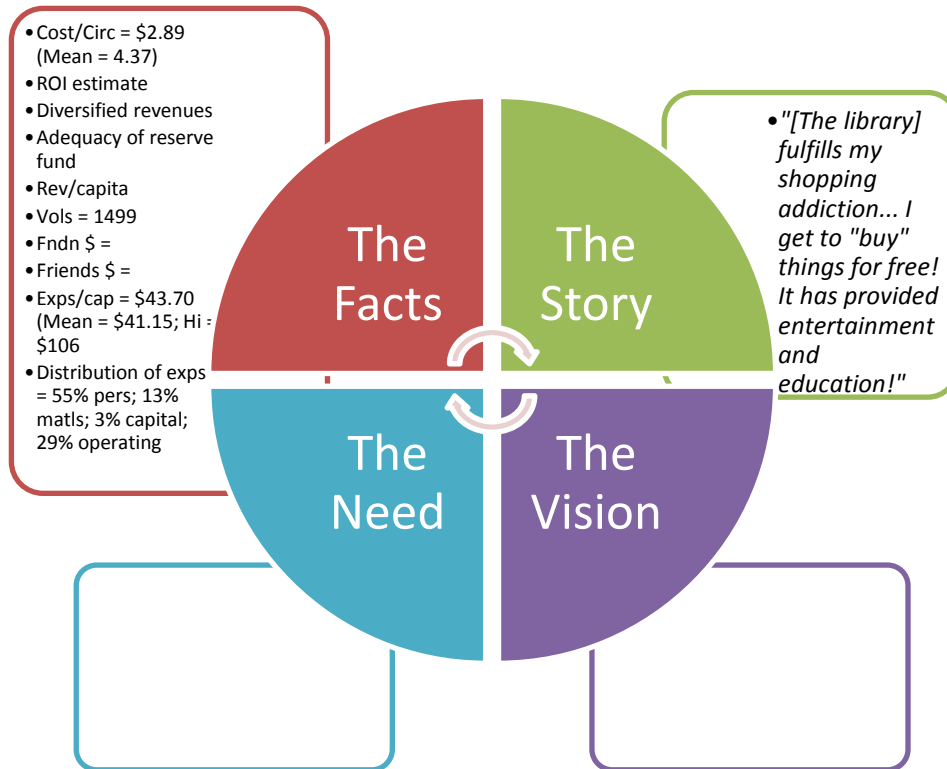 •Cost/Circ = $2.89
(Mean = 4.37)
•ROI estimate
•Diversified revenues
•Adequacy of reserve
fund
•Rev/capita
•Vols = 1499
•Fndn $ =
•Friends $ =
•Exps/cap = $43.70
(Mean = $41.15; Hi =
$106
•Distribution of exps
= 55% pers; 13%
matls; 3% capital;
29% operating
The
Facts
The
Story
•"[The library]
fulfills my
shopping
addiction... I
get to "buy"
things for free!
It has provided
entertainment
and
education!"
The
Need
The
Vision